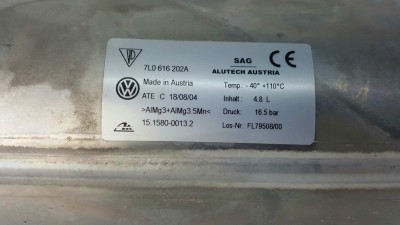 7L0 616 202A
Made in Austria
ATE C 18/08/04
>AlMg3+AlMg3.5Mn<
15.1580-0013.2
SAG
ALUTECH AUSTRIA
CE
Temp.: - 40° +110°C
Inhalt: 4.8 L
Druck: 16.5 bar
Los-Nr.: FL79508/00